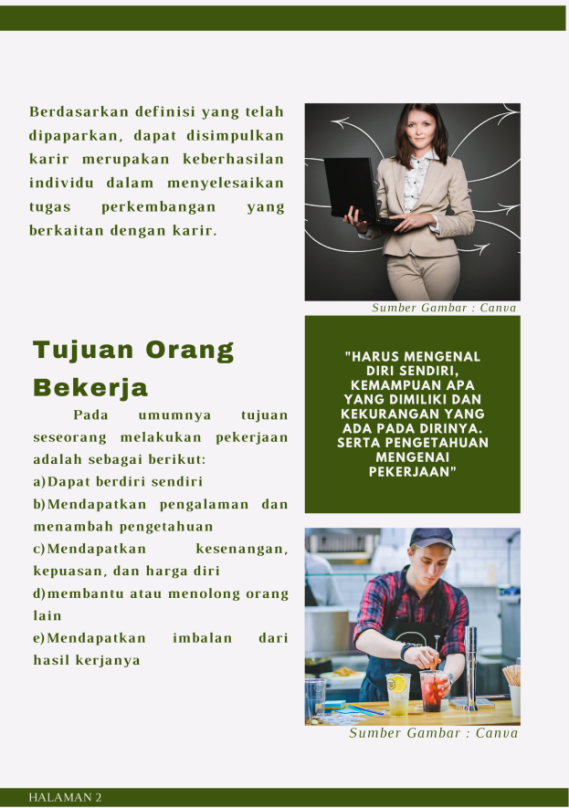 Berdasarkan definisi yang telah
dipaparkan, dapat disimpulkan
karir merupakan keberhasilan
individu dalam menyelesaikan
tugas perkembangan yang
berkaitan dengan karir.
Sumber Gambar : Canva
Tujuan Orang
Bekerja
Pada umumnya tujuan
seseorang melakukan pekerjaan
adalah sebagai berikut:
a)Dapat berdiri sendiri
b)Mendapatkan pengalaman dan
menambah pengetahuan
c)Mendapatkan kesenangan,
kepuasan, dan harga diri
d)membantu atau menolong orang
lain
e)Mendapatkan imbalan dari
hasil kerjanya
"HARUS MENGENAL
DIRI SENDIRI,
KEMAMPUAN APA
YANG DIMILIKI DAN
KEKURANGAN YANG
ADA PADA DIRINYA.
SERTA PENGETAHUAN
MENGENAI
PEKERJAAN"
Sumber Gambar : Canva
HALAMAN 2